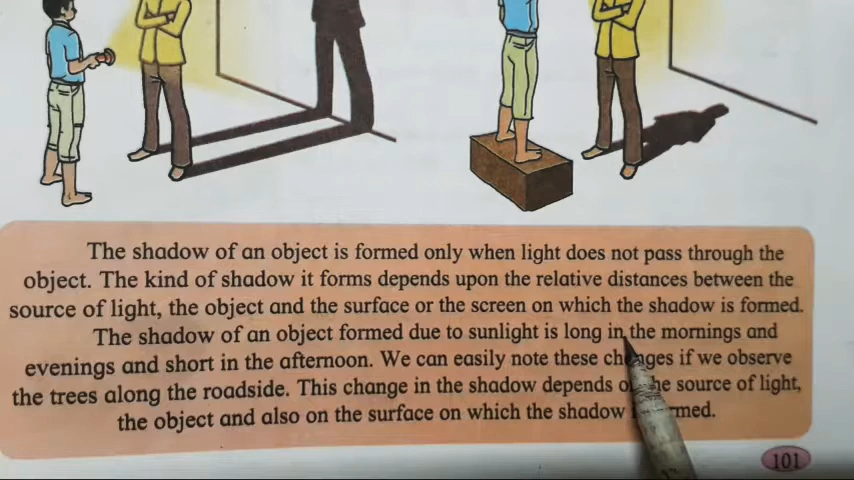 The shadow of an object is formed only when light does not pass through the
object. The kind of shadow it forms depends upon the relative distances between the
source of light, the object and the surface or the screen on which the shadow is formed.
The shadow of an object formed due to sunlight is long in the mornings and
evenings and short in the afternoon. We can easily note these changes if we observe
the trees along the roadside. This change in the shadow depends on the source of light,
the object and also on the surface on which the shadow
101